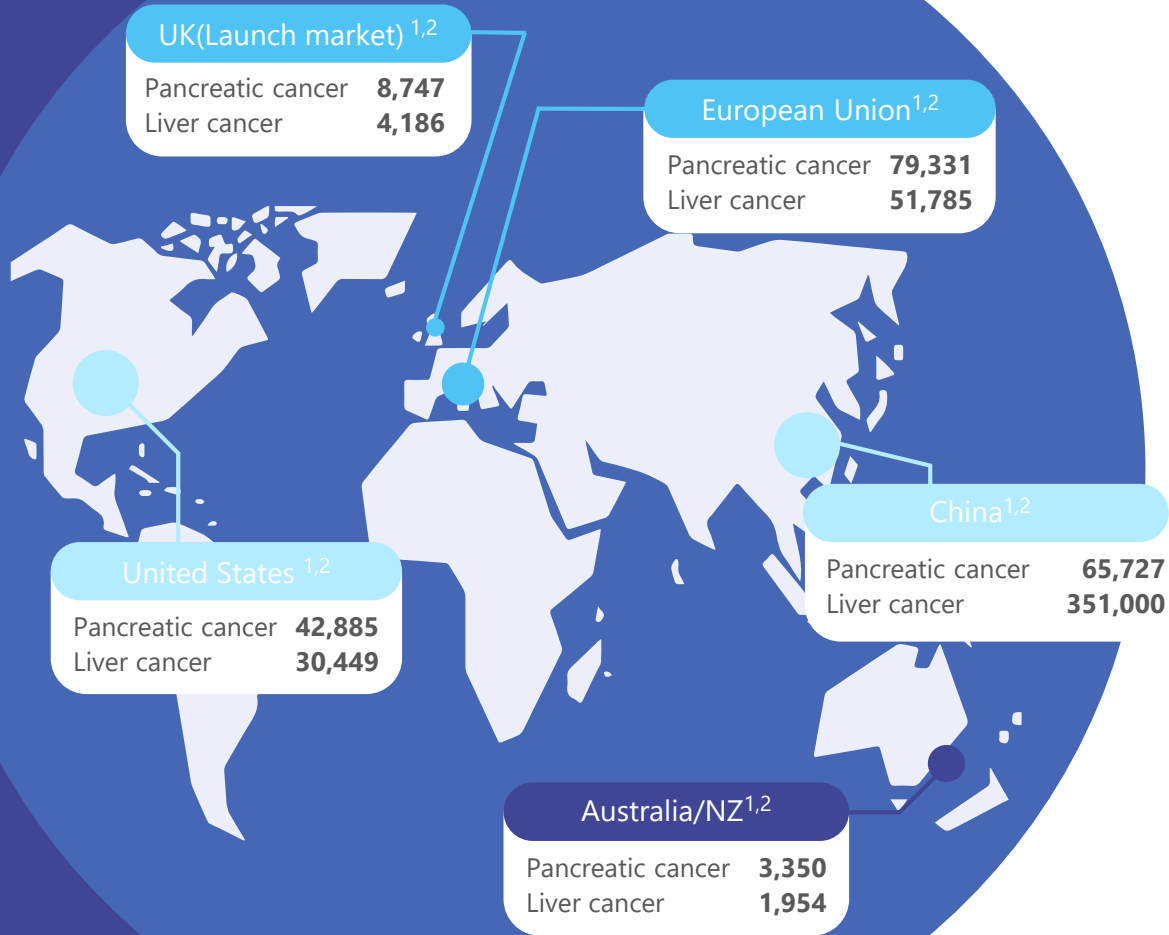 UK(Launch market) 1,2
Pancreatic cancer 8,747
Liver cancer 4,186
European Union1,2
Pancreatic cancer 79,331
Liver cancer 51,785
China1,2
Pancreatic cancer 65,727
Liver cancer 351,000
United States 1,2
Pancreatic cancer 42,885
Liver cancer 30,449
Australia/NZ1,2
Pancreatic cancer 3,350
Liver cancer 1,954